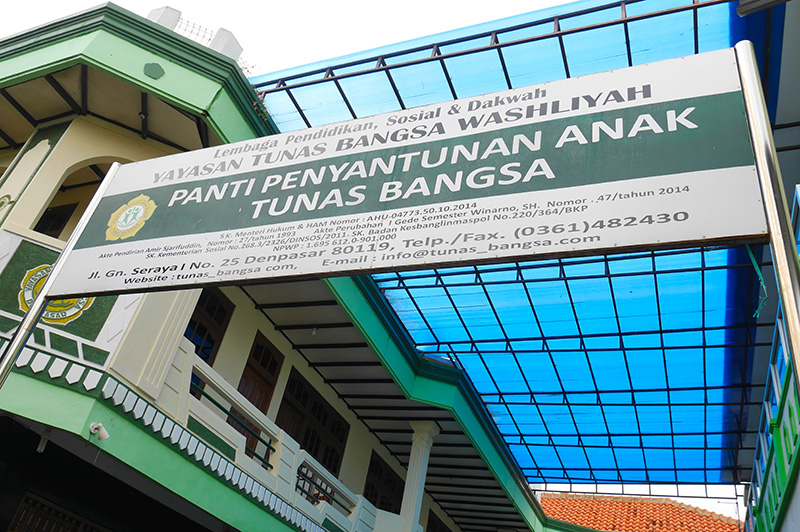 Lembaga Pendidikan, Sosial & Dakwah
YAYASAN TUNAS BANGSA WASHLIYAH
PANTI PENYANTUNAN ANAK
TUNAS BANGSA
SK. Menteri Hukum & HAM Nomor : AHU-04773.50.10.2014
Akte Pendirian Amir Sjarifuddin, Nomor : 27/tahun 1993 Akte Perubahan I Gede Semester Winarno, SH. Nomor .47/tahun 2014
SK. Kementerian Sosial No.268.3/2326/DINSOS/2011- SK. Badan Kesbanglinmaspol No.220/364/BKP
NPWP : 1.695 612.0-901.000
Jl. Gn. Seraya I No. 25 Denpasar 80119, Telp./Fax. (0361)482430
Website : tunas_bangsa com, E-mail : info@tunas_bangsa.com